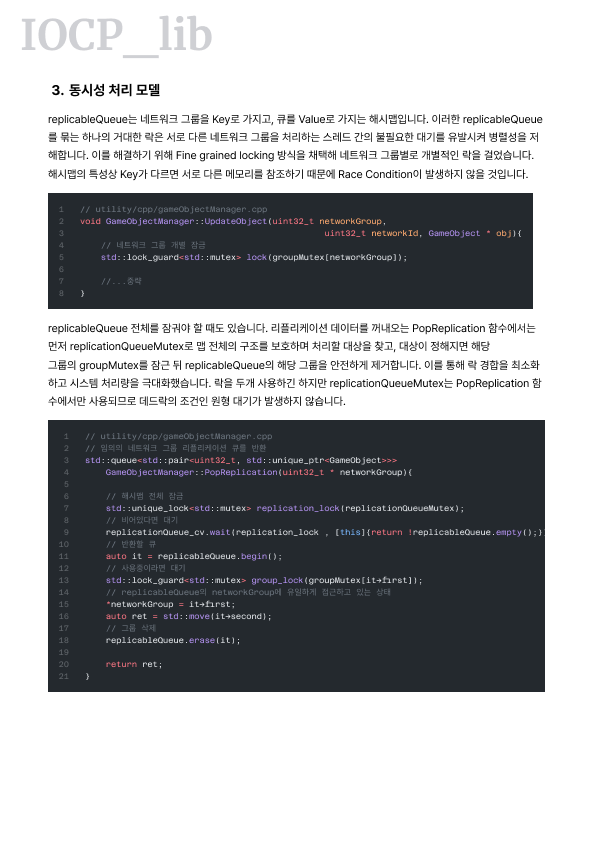 IOCP_lib
3. 동시성 처리 모델
replicableQueue는 네트워크 그룹을 Key로 가지고, 큐를 Value로 가지는 해시맵입니다. 이러한 replicableQueue
를 묶는 하나의 거대한 락은 서로 다른 네트워크 그룹을 처리하는 스레드 간의 불필요한 대기를 유발시켜 병렬성을 저
해합니다. 이를 해결하기 위해 Fine grained locking 방식을 채택해 네트워크 그룹별로 개별적인 락을 걸었습니다.
해시맵의 특성상 Key가 다르면 서로 다른 메모리를 참조하기 때문에 Race Condition이 발생하지 않을 것입니다.
1 // utility/cpp/gameObjectManager.cpp
2 void GameObjectManager::UpdateObject(uint32_t networkGroup,
3 uint32_t networkId, GameObject * obj){
4 // 네트워크 그룹 개별 잠금
5 std::lock_guard<std::mutex> lock(groupMutex[networkGroup]);
6
7 //...중략
8 }
replicableQueue 전체를 잠궈야 할 때도 있습니다. 리플리케이션 데이터를 꺼내오는 PopReplication 함수에서는
먼저 replicationQueueMutex로 맵 전체의 구조를 보호하며 처리할 대상을 찾고, 대상이 정해지면 해당
그룹의 groupMutex를 잠근 뒤 replicableQueue의 해당 그룹을 안전하게 제거합니다. 이를 통해 락 경합을 최소화
하고 시스템 처리량을 극대화했습니다. 락을 두개 사용하긴 하지만 replicationQueueMutex는 PopReplication 함
수에서만 사용되므로 데드락의 조건인 원형 대기가 발생하지 않습니다.
1 // utility/cpp/gameObjectManager.cpp
2 // 임의의 네트워크 그룹 리플리케이션 큐를 반환
3 std::queue<std::pair<uint32_t, std::unique_ptr<GameObject>>>
4 GameObjectManager::PopReplication(uint32_t * networkGroup){
5
6 // 해시맵 전체 잠금
7 std::unique_lock<std::mutex> replication_lock(replicationQueueMutex);
8 // 비어있다면 대기
9 replicationQueue_cv.wait(replication_lock , [this]{return !replicableQueue.empty();}
10 // 반환할 큐
11 auto it = replicableQueue.begin();
12 // 사용중이라면 대기
13 std::lock_guard<std::mutex> group_lock(groupMutex[it→first]);
14 // replicableQueue의 networkGroup에 유일하게 접근하고 있는 상태
15 *networkGroup = it→first;
16 auto ret = std::move(it→second);
17 // 그룹 삭제
18 replicableQueue.erase(it);
19
20 return ret;
21 }